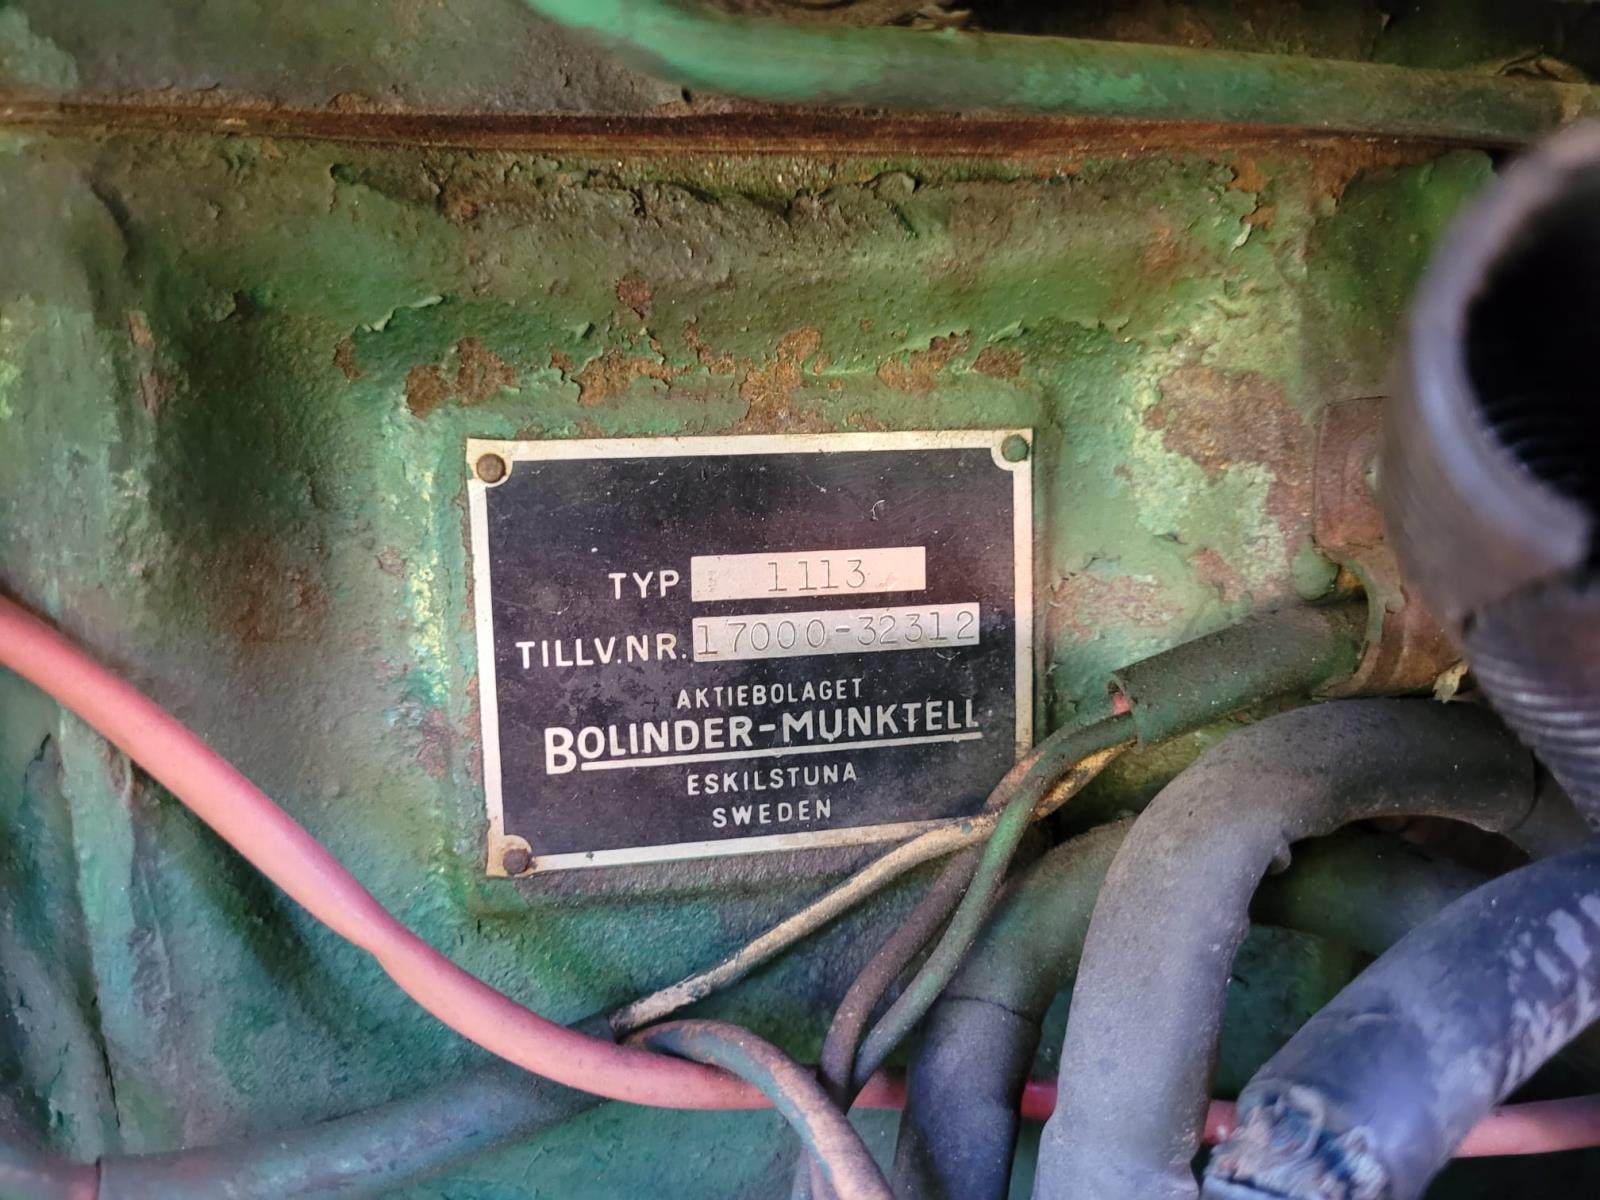 TYP 1113
TILLV.NR. 17000-32312
AKTIEBOLAGET
BOLINDER-MUNKTELL
ESKILSTUNA
SWEDEN